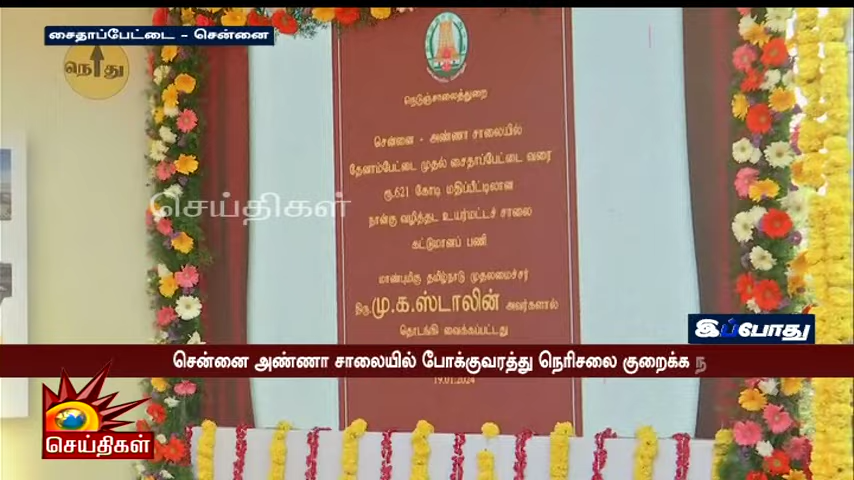 சைதாப்பேட்டை - சென்னை
நெது
நெடுஞ்சாலைத்துறை
சென்னை - அண்ணா சாலையில்
தேனாம்பேட்டை முதல் சைதாப்பேட்டை வரை
ரூ.621 கோடி மதிப்பீட்டிலான
நான்கு வழித்தட உயர்மட்டச் சாலை
கட்டுமானப் பணி
செய்திகள்
மாண்புமிகு தமிழ்நாடு முதலமைச்சர்
திரு.மு.க.ஸ்டாலின் அவர்களால்
தொடங்கி வைக்கப்பட்டது
இப்போது
சென்னை அண்ணா சாலையில் போக்குவரத்து நெரிசலை குறைக்க ந
19.01.2024
செய்திகள்